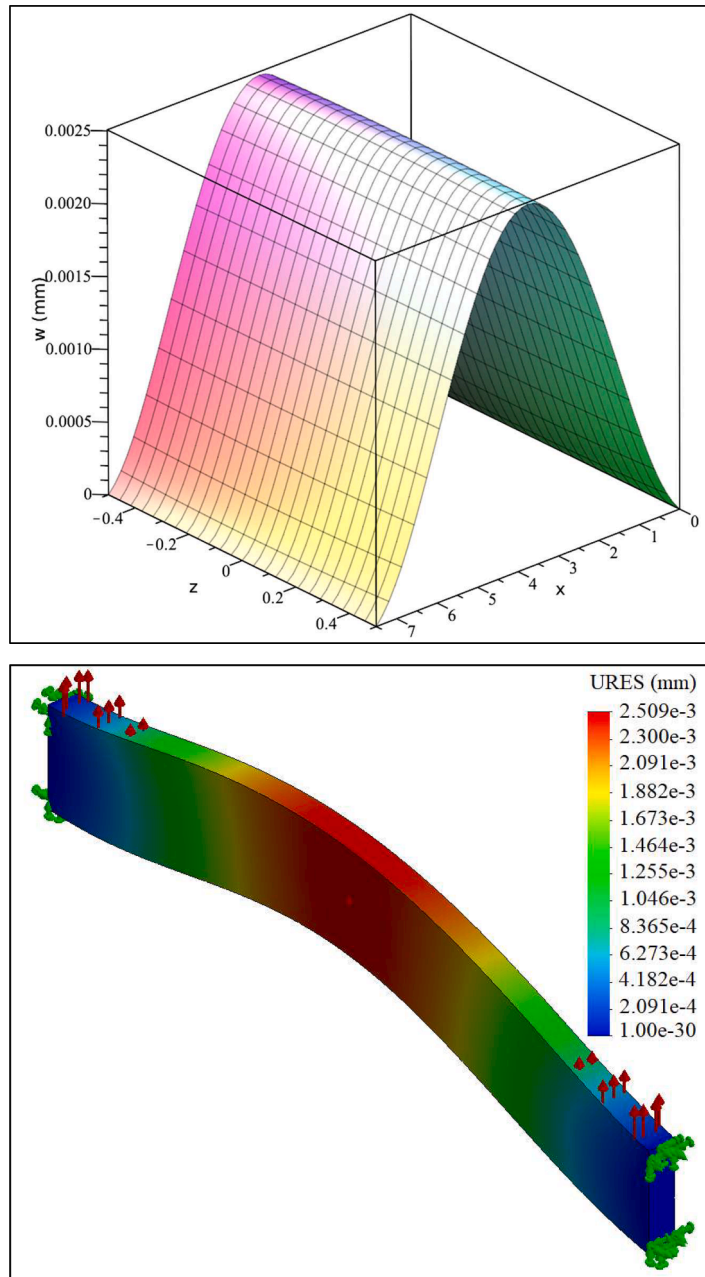 0.0025
0.0020
0.0015
0.0010
0.0005
0
w (mm)
−0.4
−0.2
0
0.2
0.4
z
7
6
5
4
3
2
1
0
x
URES (mm)
2.509e-3
2.300e-3
2.091e-3
1.882e-3
1.673e-3
1.464e-3
1.255e-3
1.046e-3
8.365e-4
6.273e-4
4.182e-4
2.091e-4
1.00e-30